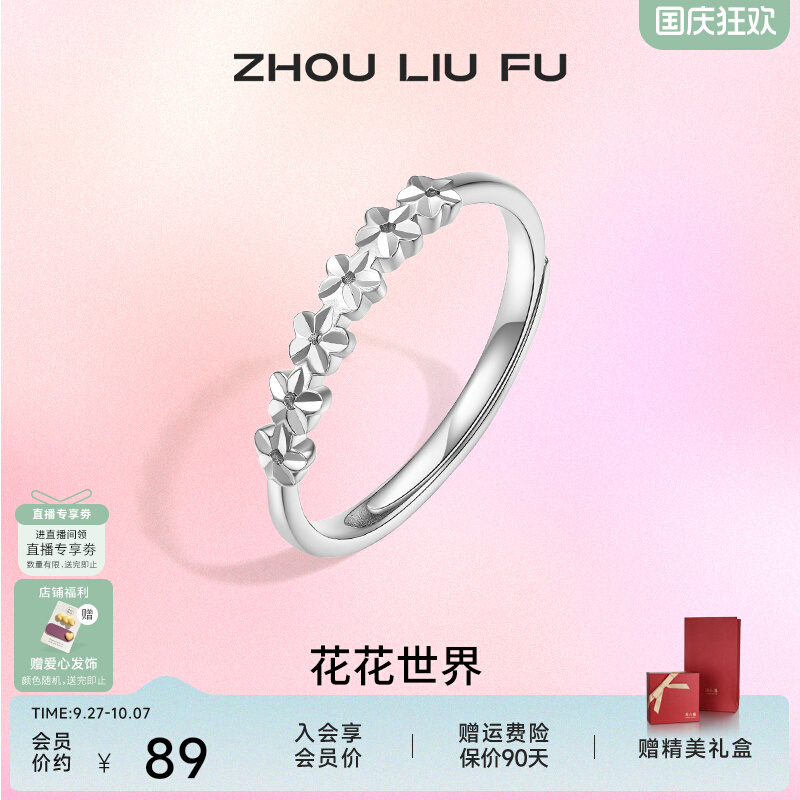 国庆狂欢
ZHOU LIU FU
直播专享券
进直播间领
直播专享券
数量有限,送完即止
店铺福利
赠
赠爱心发饰
颜色随机,送完即止
花花世界
TIME:9.27-10.07
会员
价约
¥ 89
入会享
会员价
赠运费险
保价90天
赠精美礼盒